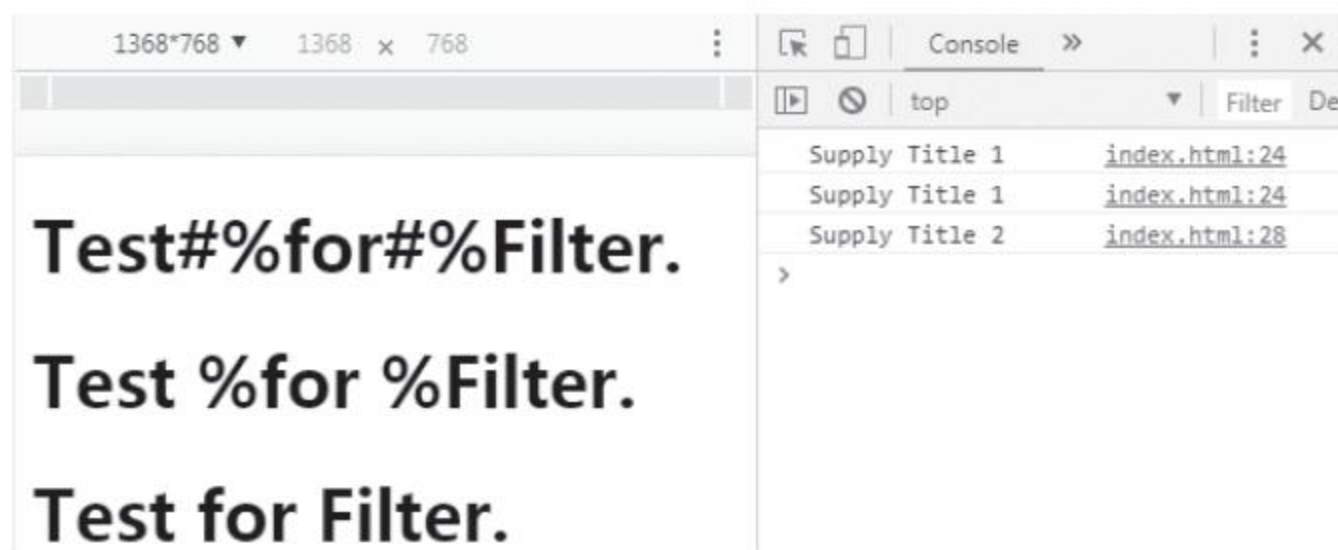 1368*768 ▼ 1368 × 768
Console »
top ▼ Filter De
Supply Title 1 index.html:24
Supply Title 1 index.html:24
Supply Title 2 index.html:28
>
Test#%for#%Filter.
Test %for %Filter.
Test for Filter.